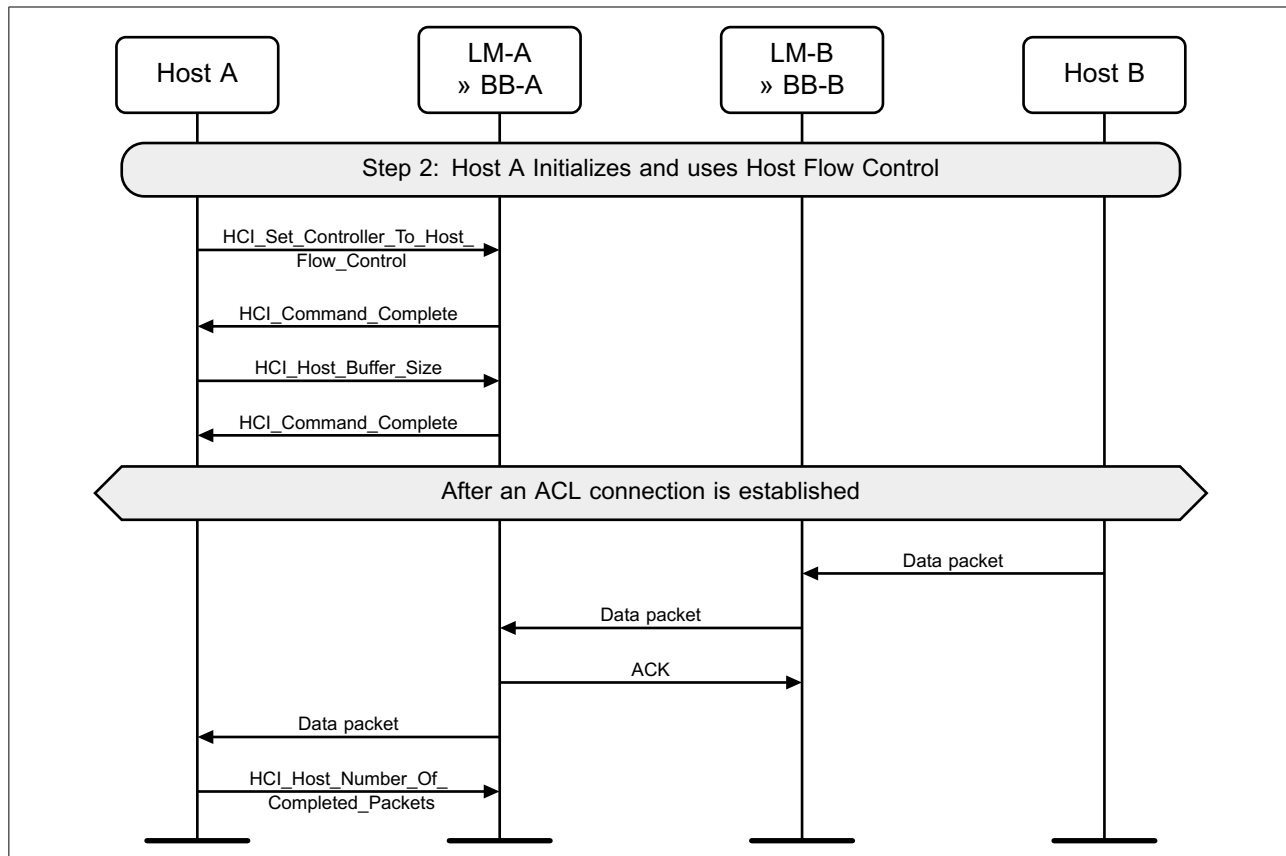 Host A
LM-A
» BB-A
LM-B
» BB-B
Host B
Step 2: Host A Initializes and uses Host Flow Control
HCI_Set_Controller_To_Host_
Flow_Control
HCI_Command_Complete
HCI_Host_Buffer_Size
HCI_Command_Complete
After an ACL connection is established
Data packet
Data packet
ACK
Data packet
HCI_Host_Number_Of_
Completed_Packets